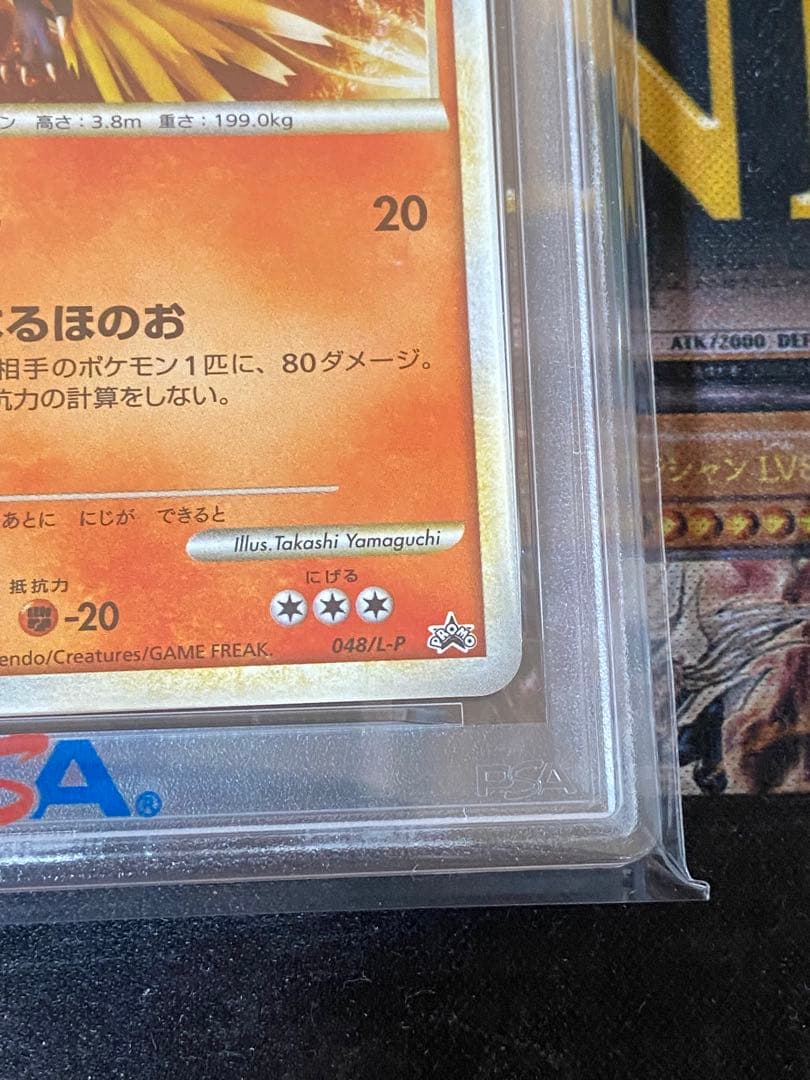 ン 高さ:3.8m 重さ:199.0kg
20
るほのお
相手のポケモン1匹に、80ダメージ。
抗力の計算をしない。
あとに にじが できると
Illus.Takashi Yamaguchi
抵抗力
にげる
-20
endo/Creatures/GAME FREAK.
048/L-P
PROMO
SA®
PSA
ATK/2000 DEF
ジシャン LV